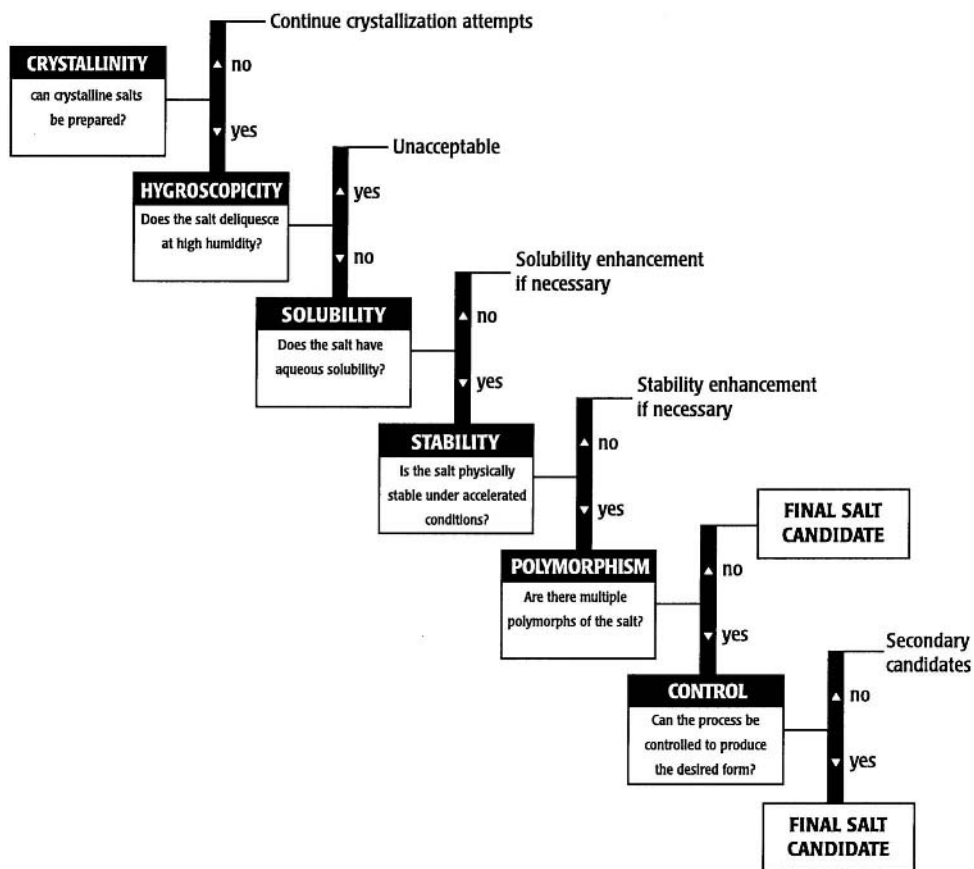 Continue crystallization attempts
CRYSTALLINITY
can crystalline salts
be prepared?
no
yes
Unacceptable
HYGROSCOPICITY
Does the salt deliquesce
at high humidity?
yes
no
Solubility enhancement
if necessary
SOLUBILITY
Does the salt have
aqueous solubility?
no
yes
Stability enhancement
if necessary
STABILITY
Is the salt physically
stable under accelerated
conditions?
no
yes
FINAL SALT
CANDIDATE
POLYMORPHISM
Are there multiple
polymorphs of the salt?
no
yes
Secondary
candidates
CONTROL
Can the process be
controlled to produce
the desired form?
no
yes
FINAL SALT
CANDIDATE